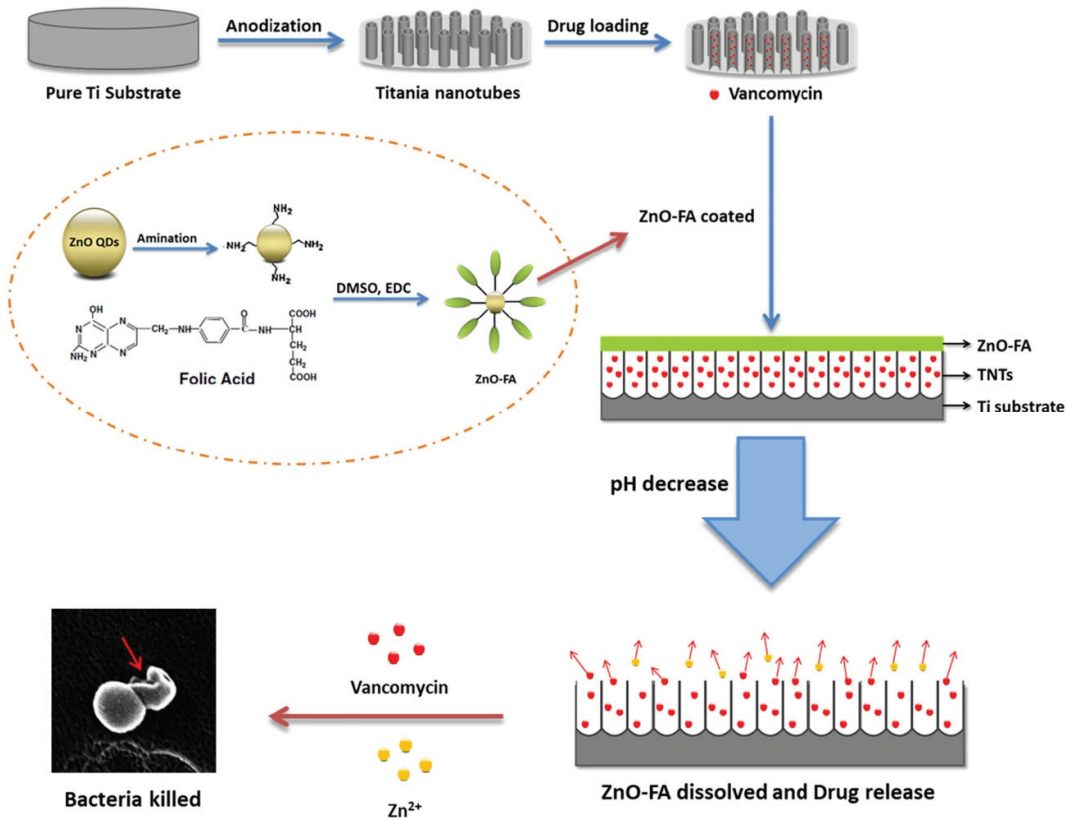 Anodization
Drug loading
Pure Ti Substrate
Titania nanotubes
Vancomycin
ZnO QDs
Amination
NH2
NH2
NH2
NH2
ZnO-FA coated
DMSO, EDC
OH
N
N
N
N
NH2
CH2—NH
O
C—NH
COOH
CH2
CH2
COOH
Folic Acid
ZnO-FA
ZnO-FA
TNTs
Ti substrate
pH decrease
Vancomycin
Zn2+
Bacteria killed
ZnO-FA dissolved and Drug release